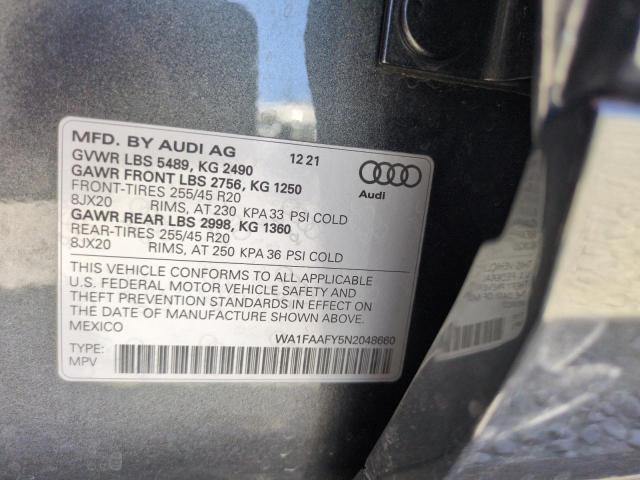 MFD. BY AUDI AG 12 21
GVWR LBS 5489, KG 2490
GAWR FRONT LBS 2756, KG 1250
FRONT-TIRES 255/45 R20
8JX20 RIMS, AT 230 KPA 33 PSI COLD
GAWR REAR LBS 2998, KG 1360
REAR-TIRES 255/45 R20
8JX20 RIMS, AT 250 KPA 36 PSI COLD
Audi
THIS VEHICLE CONFORMS TO ALL APPLICABLE
U.S. FEDERAL MOTOR VEHICLE SAFETY AND
THEFT PREVENTION STANDARDS IN EFFECT ON
THE DATE OF MANUFACTURE SHOWN ABOVE.
MEXICO
WA1FAAFY5N2048660
TYPE:
MPV